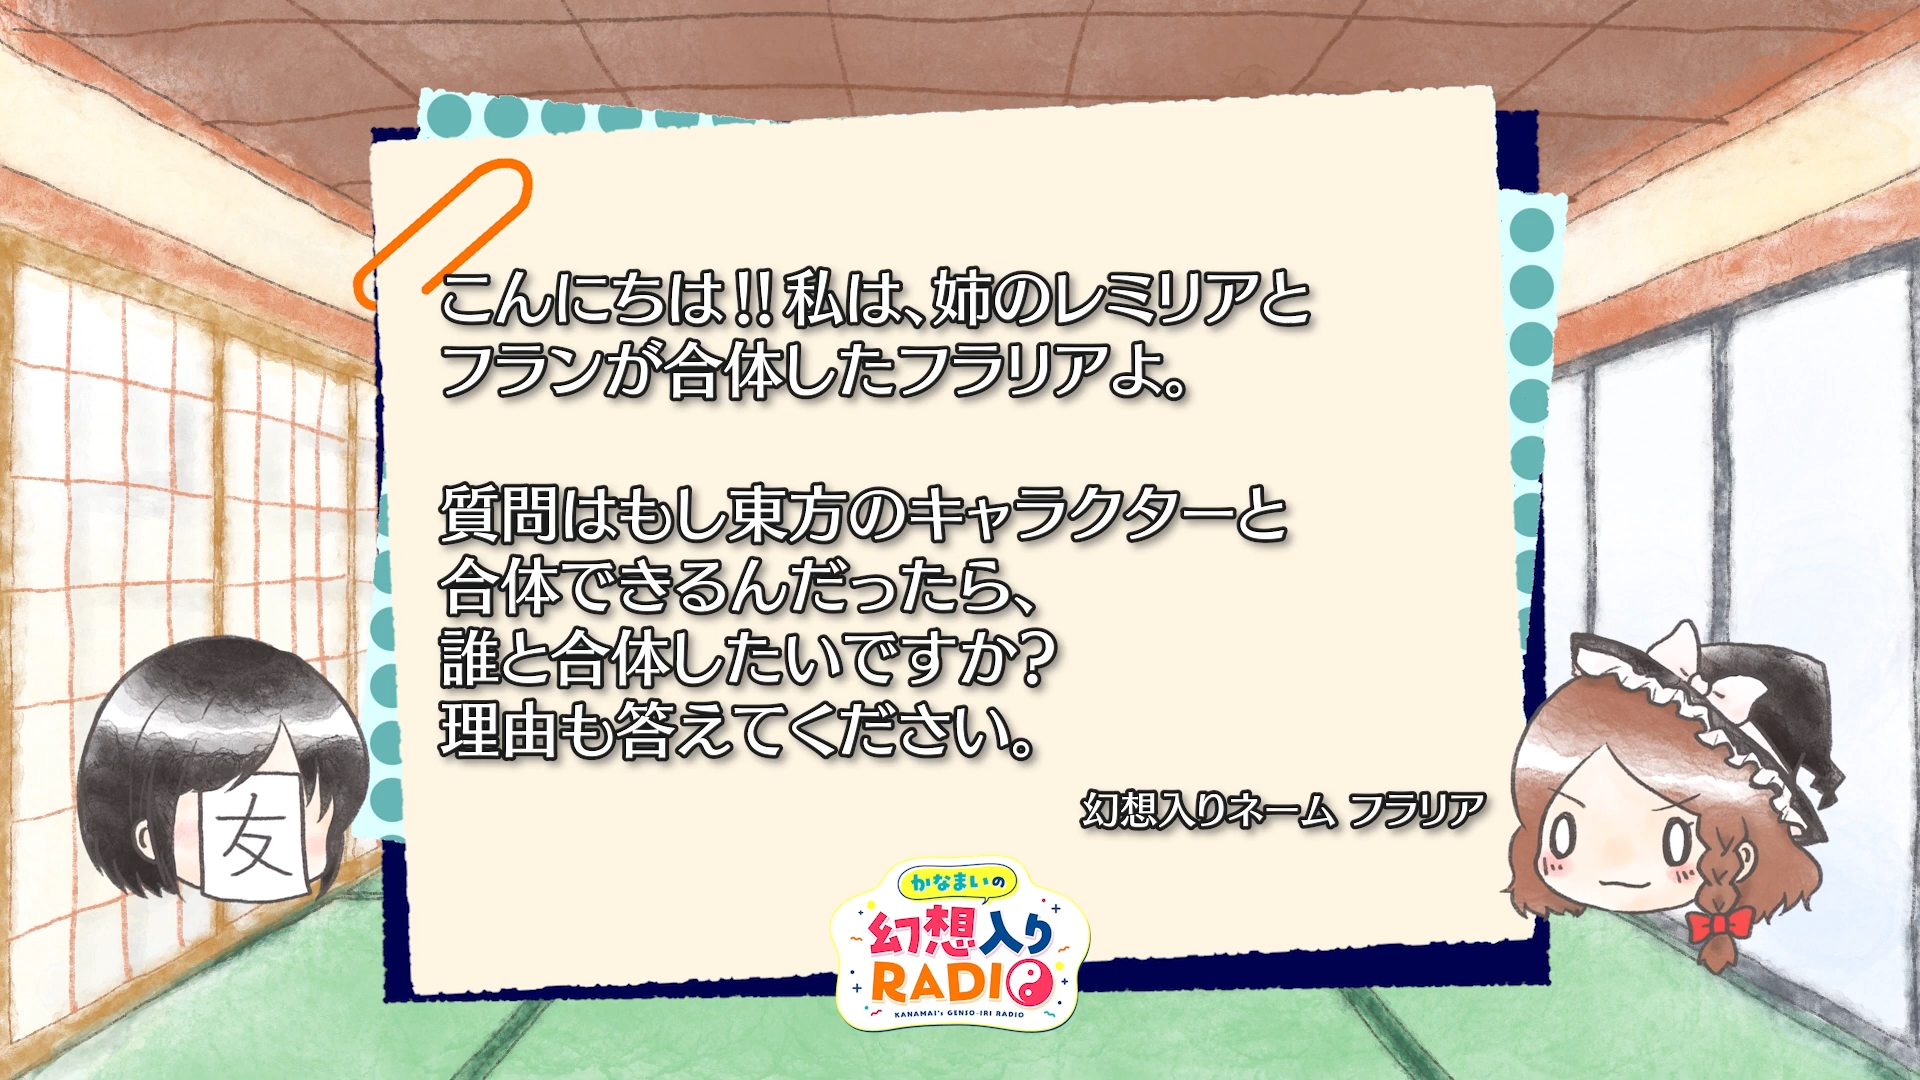 こんにちは!!私は、姉のレミリアと
フランが合体したフラリアよ。
質問はもし東方のキャラクターと
合体できるんだったら、
誰と合体したいですか?
理由も答えてください。
幻想入りネーム フラリア
友
かなまいの
幻想入り
RADIO
KANAMAI's GENSO-IRI RADIO